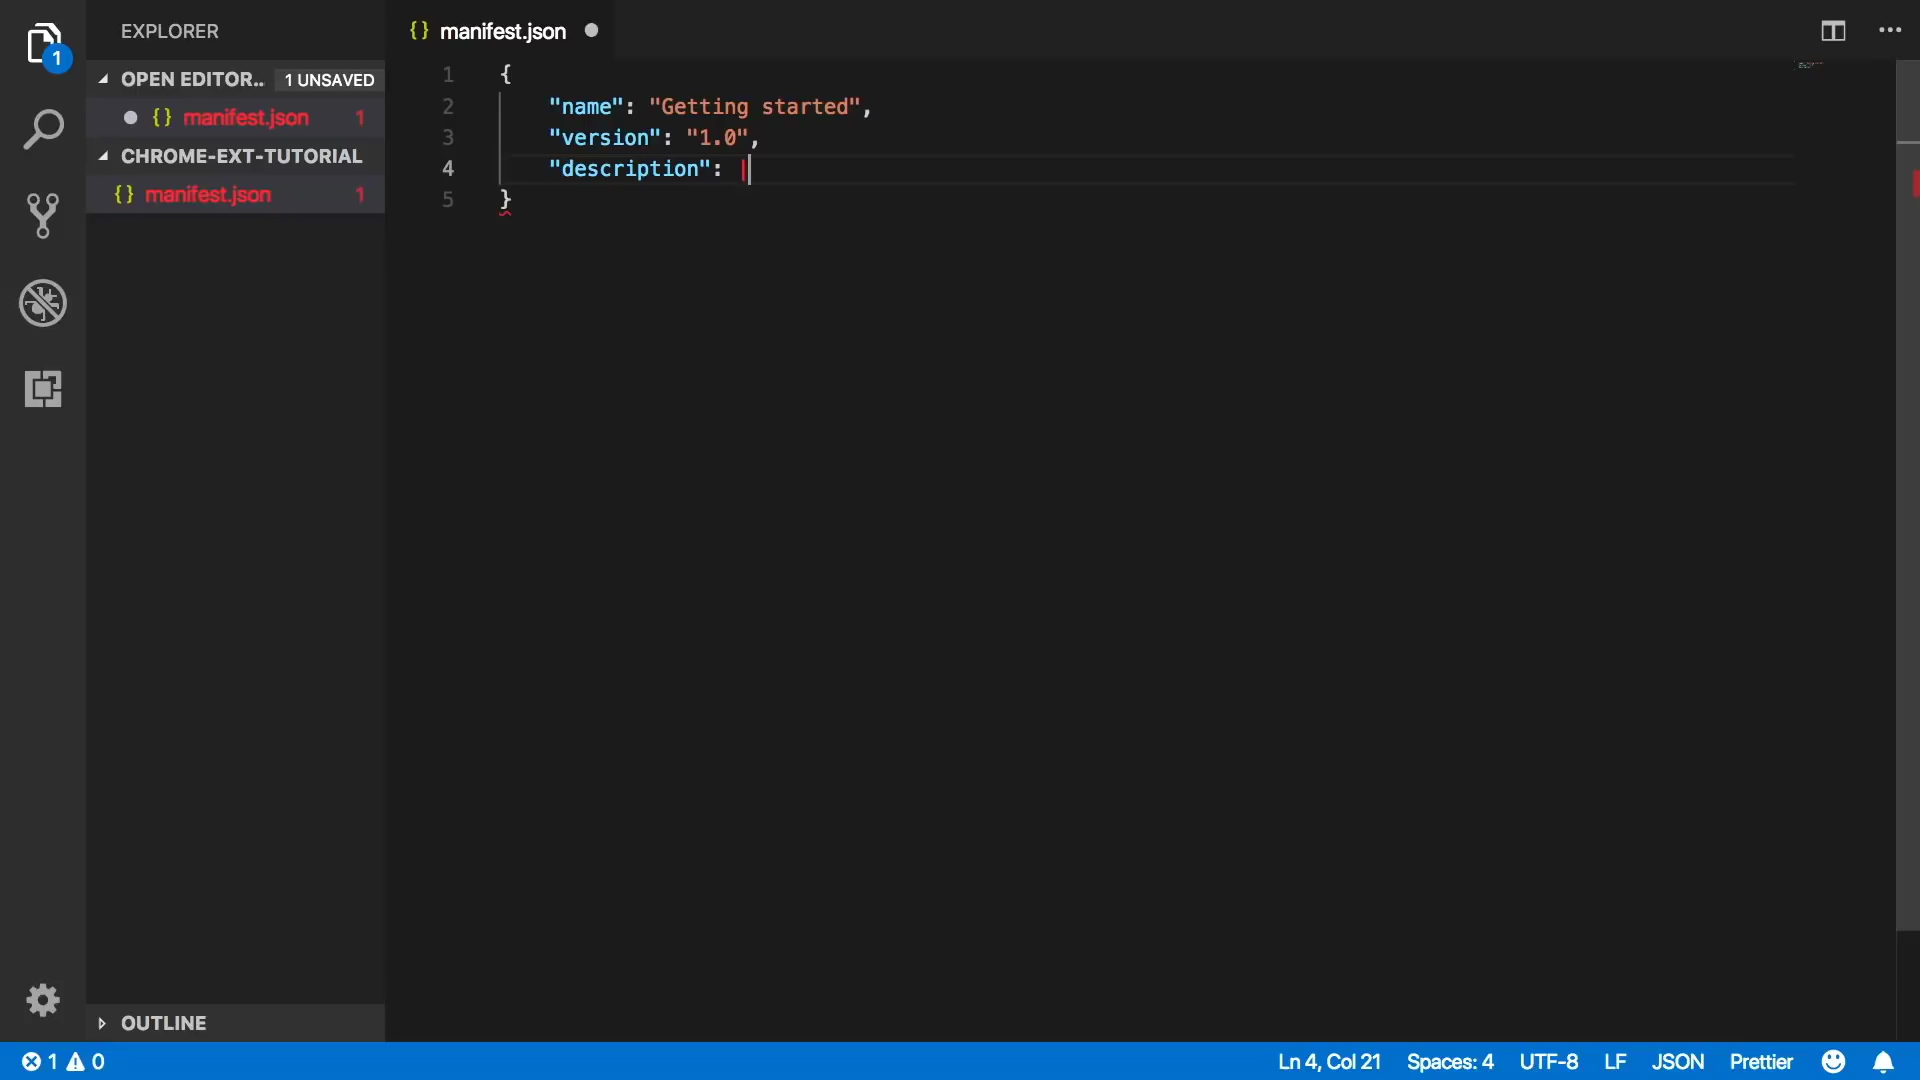 EXPLORER
1
OPEN EDITOR... 1 UNSAVED
{} manifest.json 1
CHROME-EXT-TUTORIAL
{} manifest.json 1
OUTLINE
{} manifest.json
1 {
2 "name": "Getting started",
3 "version": "1.0",
4 "description":
5 }
1 0
Ln 4, Col 21 Spaces: 4 UTF-8 LF JSON Prettier